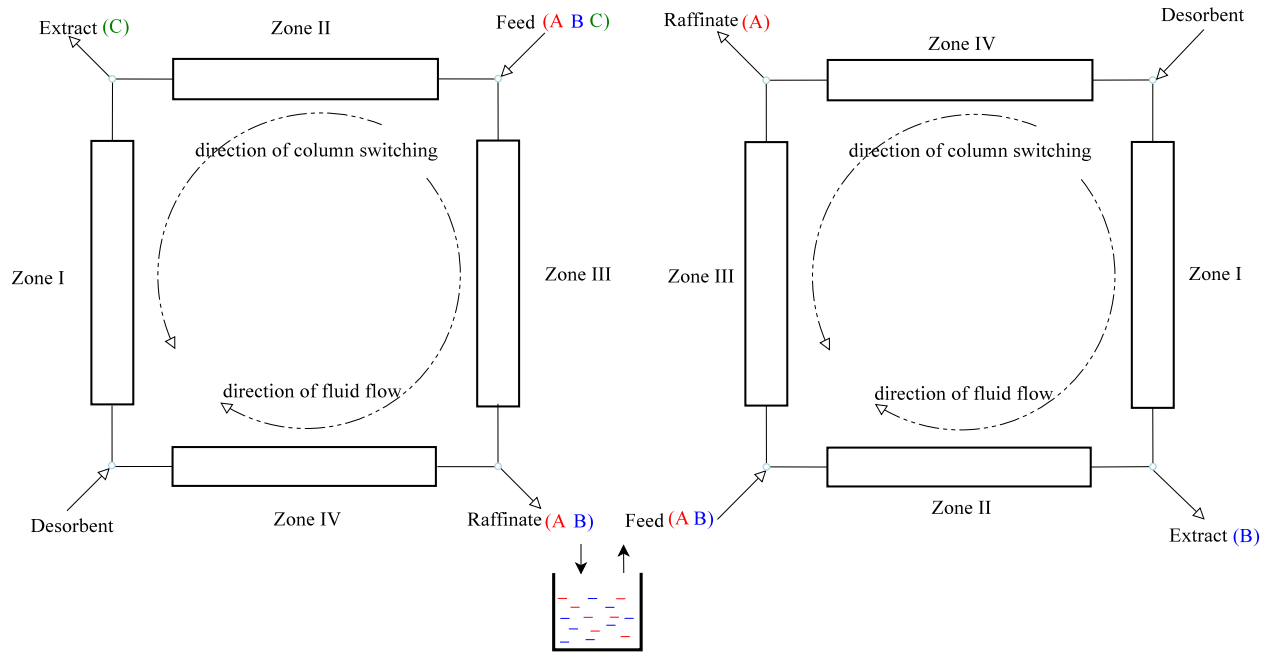 Extract (C)
Zone II
Feed (A B C)
direction of column switching
Zone I
Zone III
direction of fluid flow
Desorbent
Zone IV
Raffinate (A B)
Raffinate (A)
Zone IV
Desorbent
direction of column switching
Zone III
Zone I
direction of fluid flow
Feed (A B)
Zone II
Extract (B)